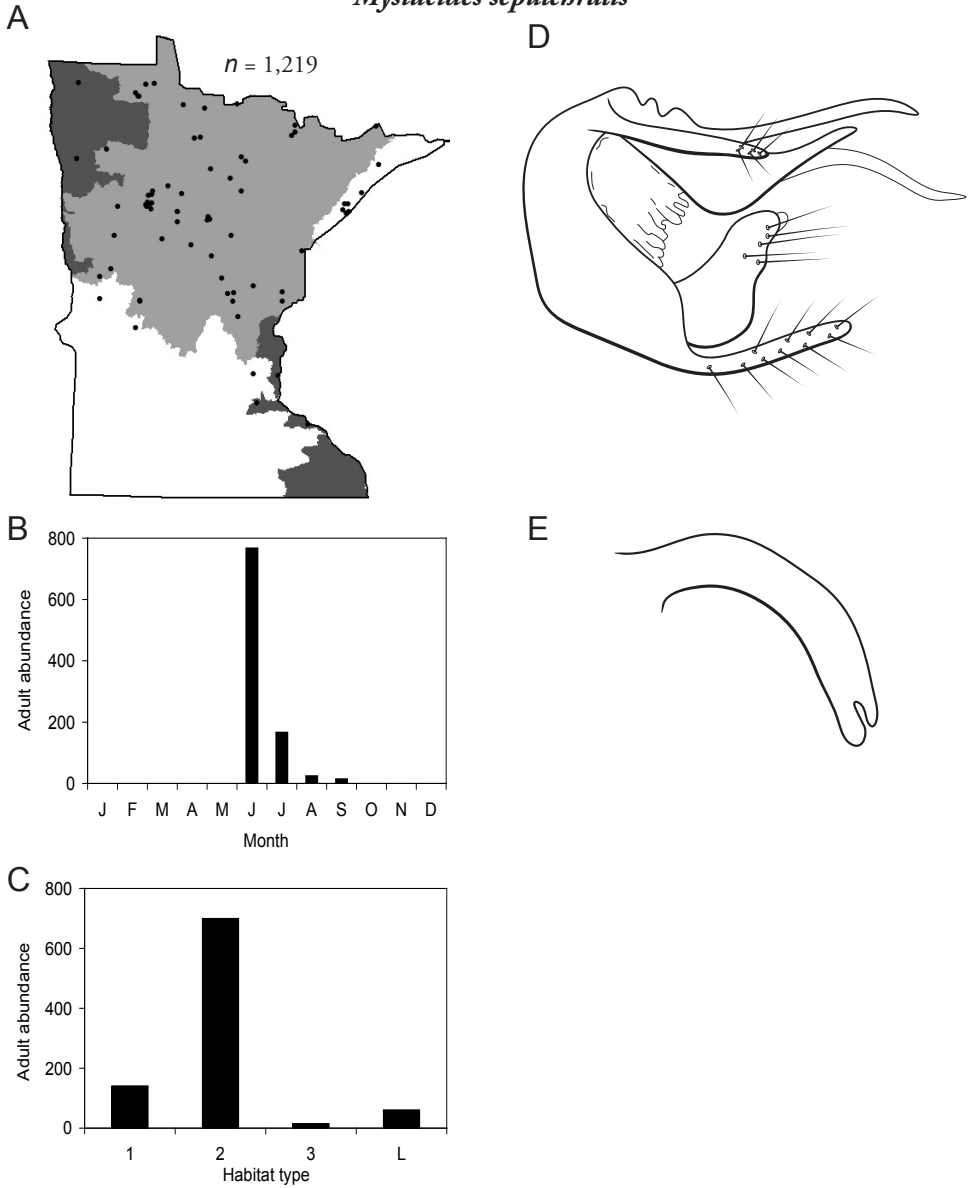 Mystacides sepulchralis
A
n = 1,219
D
B
800
600
400
200
0
Adult abundance
J F M A M J J A S O N D
Month
E
C
800
600
400
200
0
Adult abundance
1 2 3 L
Habitat type